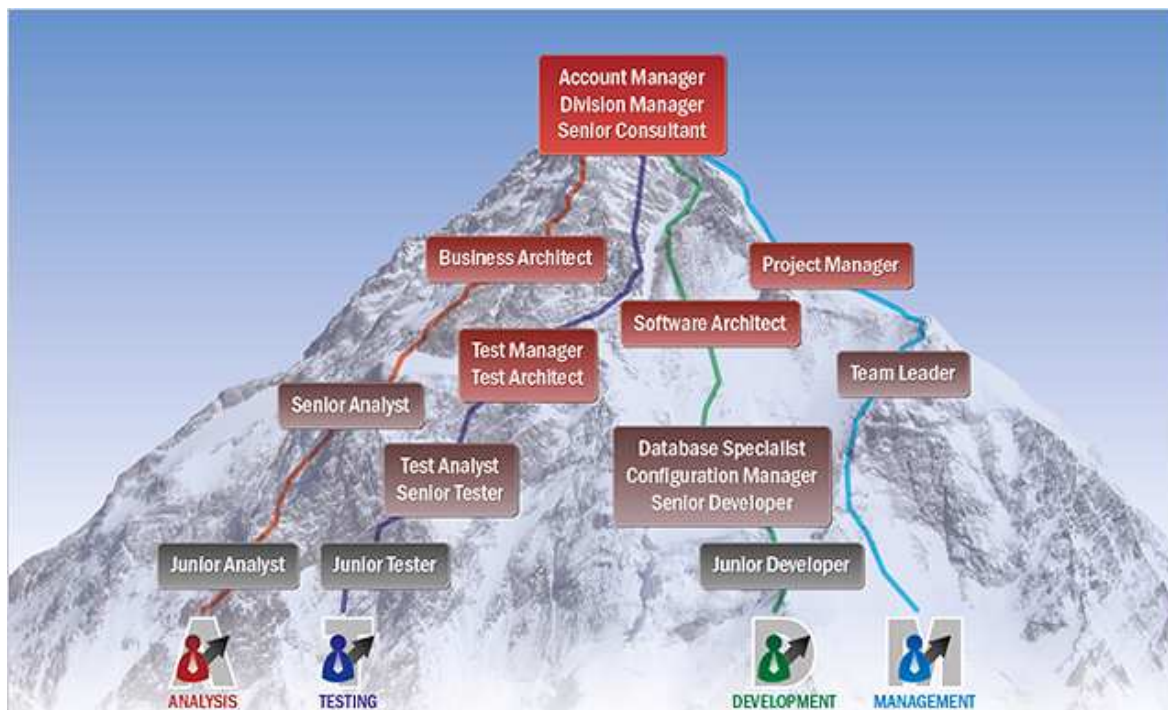 Account Manager
Division Manager
Senior Consultant
Business Architect
Project Manager
Software Architect
Test Manager
Test Architect
Team Leader
Senior Analyst
Database Specialist
Configuration Manager
Senior Developer
Test Analyst
Senior Tester
Junior Analyst
Junior Tester
Junior Developer
A
T
D
M
ANALYSIS
TESTING
DEVELOPMENT
MANAGEMENT